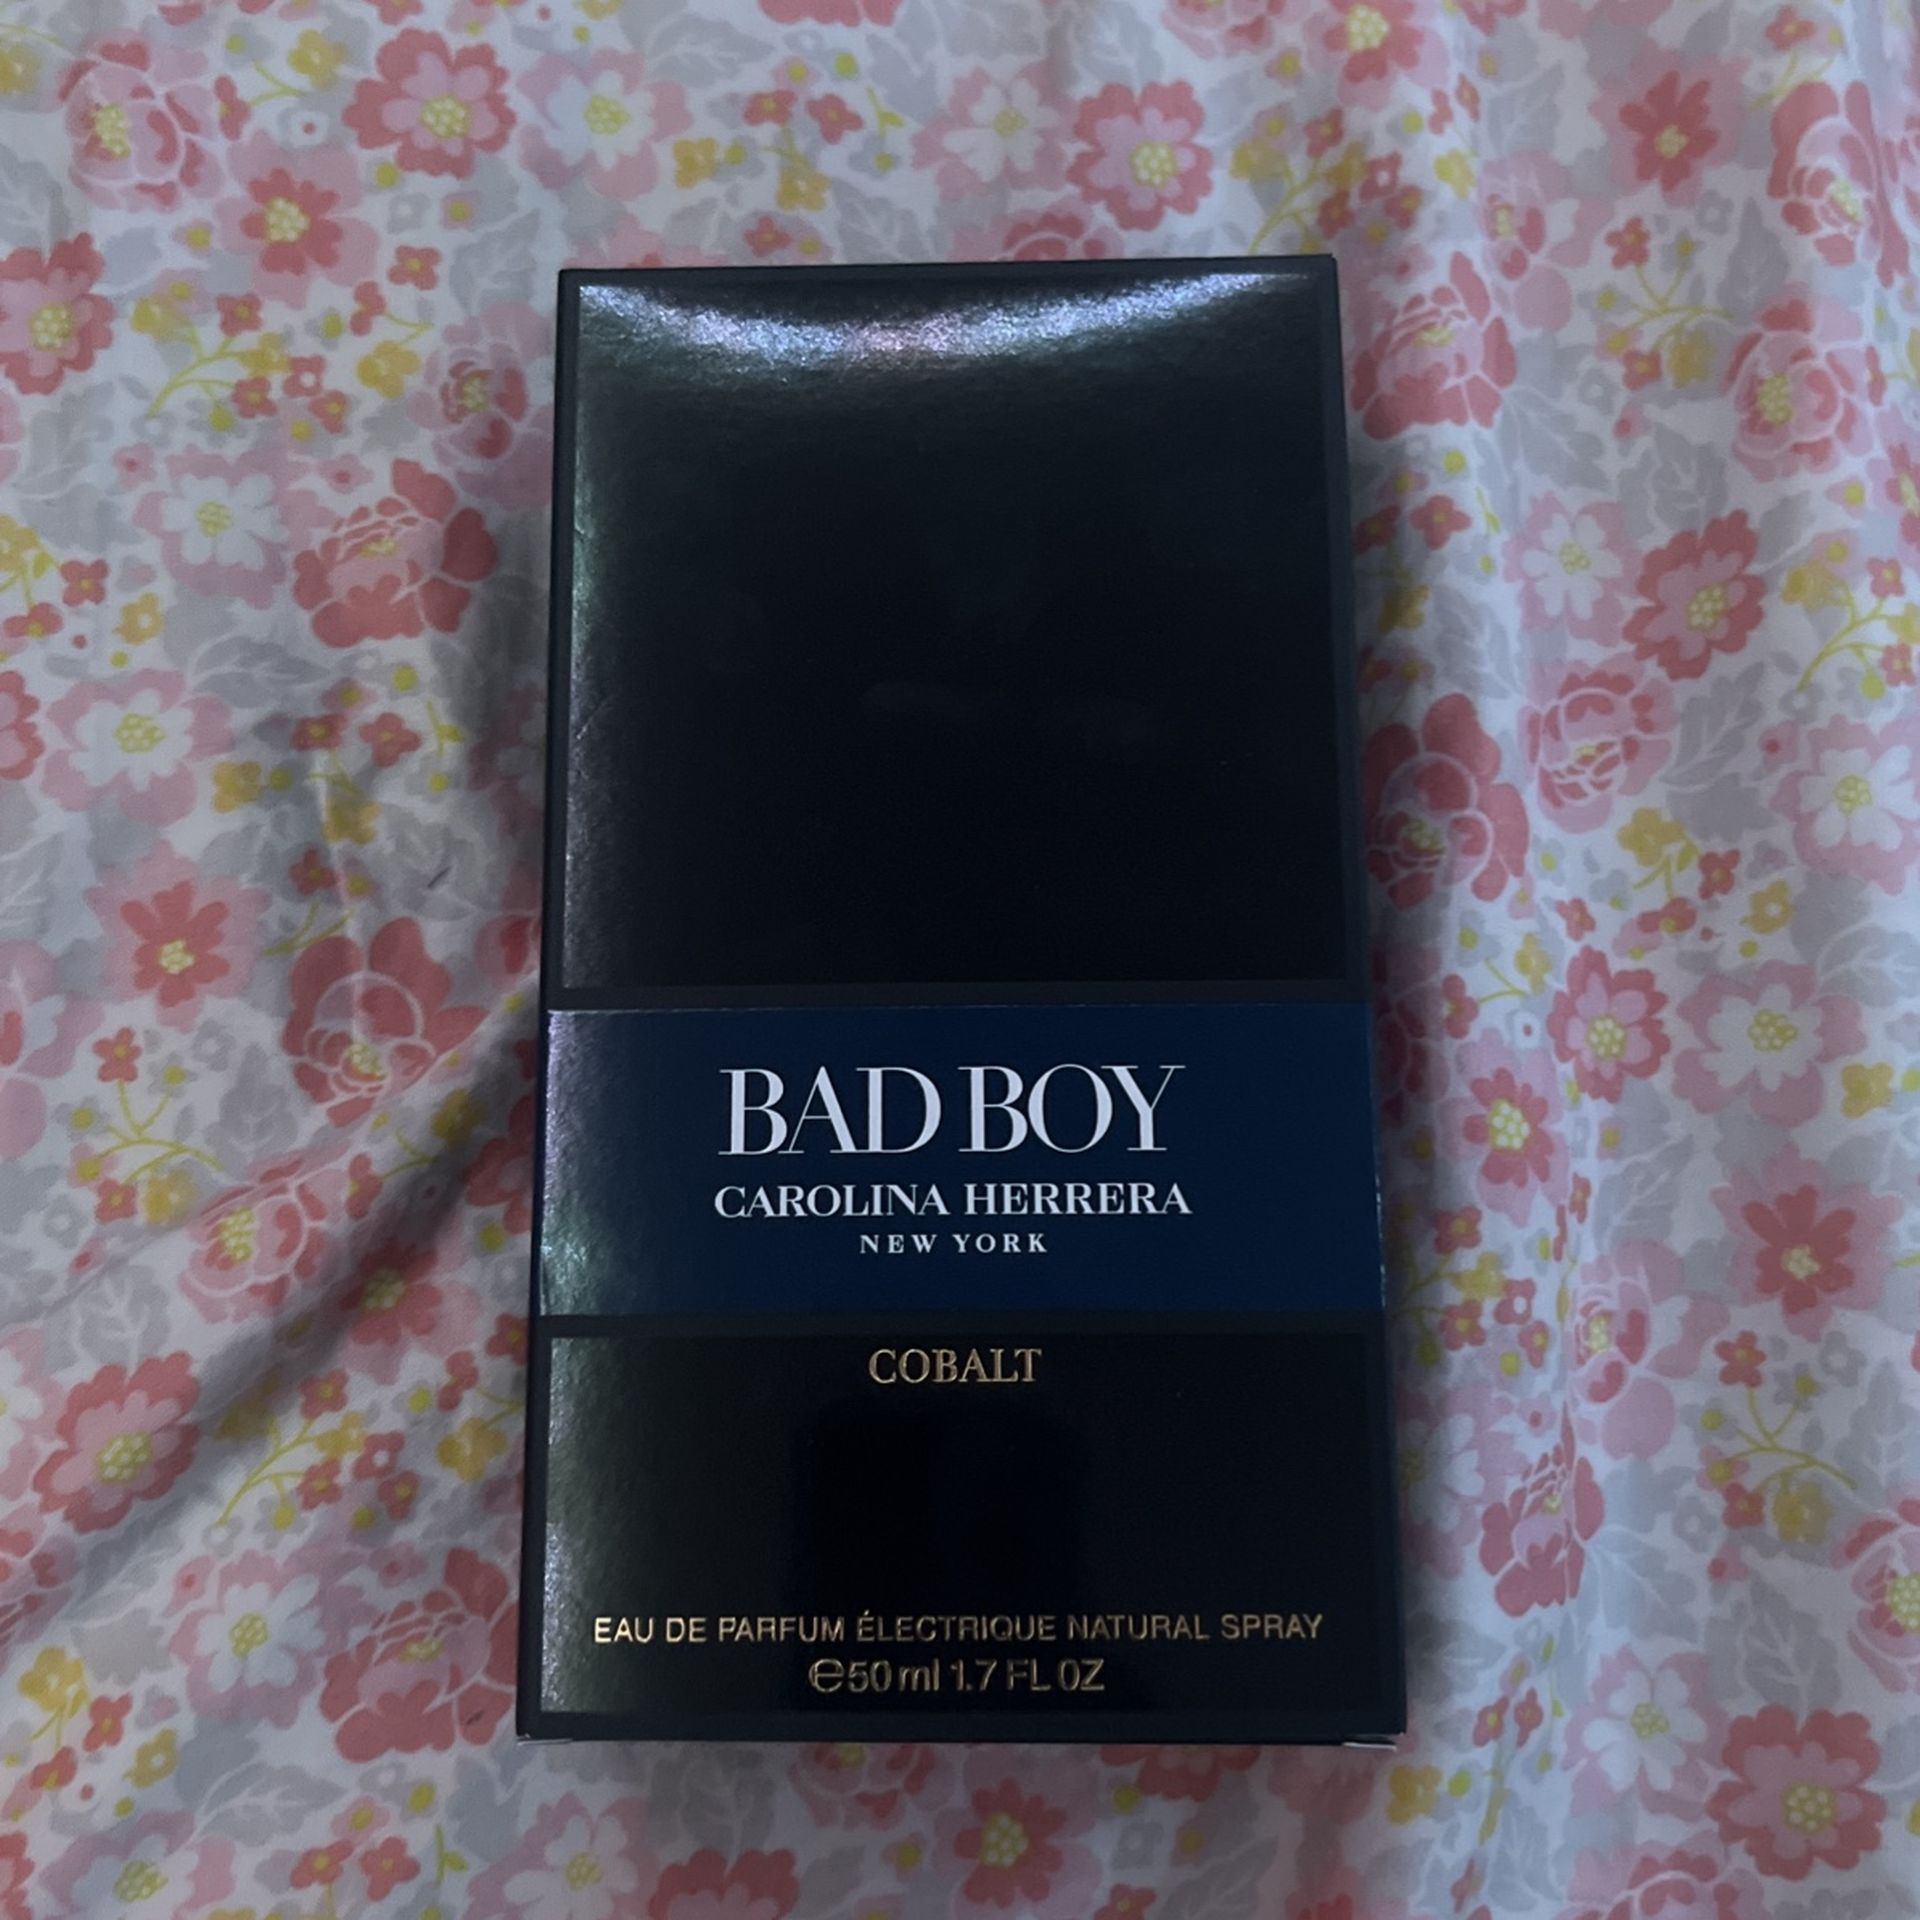 BAD BOY
CAROLINA HERRERA
NEW YORK
COBALT
EAU DE PARFUM ÉLECTRIQUE NATURAL SPRAY
℮50 ml 1.7 FL OZ